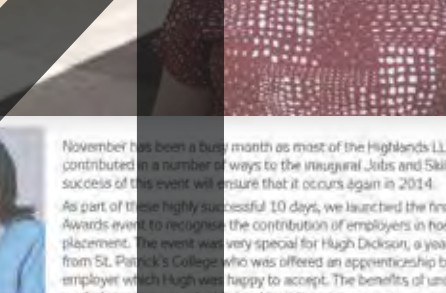 November has been a busy month as most of the Highlands LL
contributed in a number of ways to the inaugural Jobs and Skil
success of this event will ensure that it occurs again in 2014.
As part of these highly successful 10 days, we launched the fir
Awards event to recognise the contribution of employers in ho
placement. The event was very special for Hugh Dickson, a yea
from St. Patrick's College who was offered an apprenticeship b
employer which Hugh was happy to accept. The benefits of